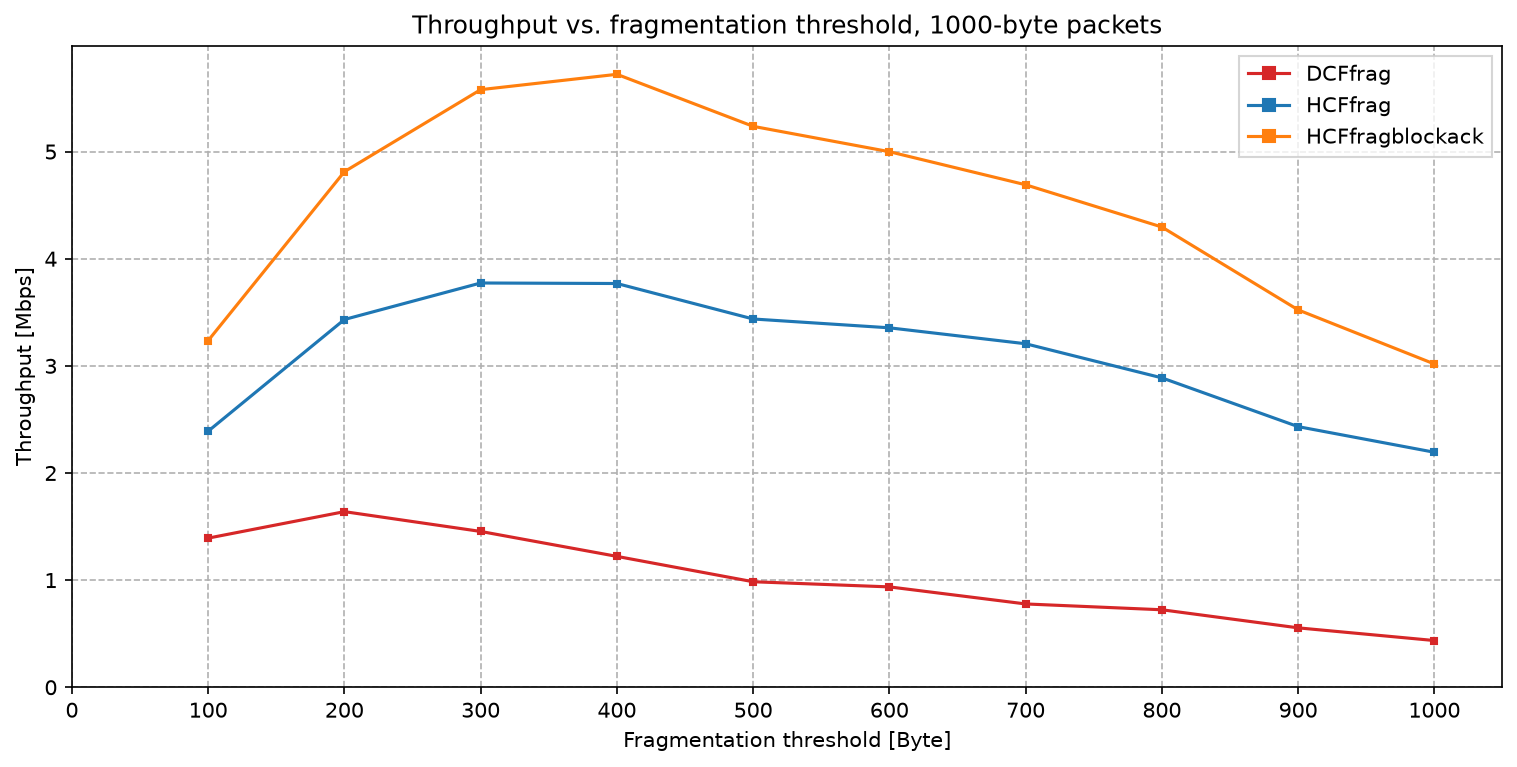 Throughput vs. fragmentation threshold, 1000-byte packets
DCFfrag
HCFfrag
HCFfragblockack
Throughput [Mbps]
5
4
3
2
1
0
0 100 200 300 400 500 600 700 800 900 1000
Fragmentation threshold [Byte]